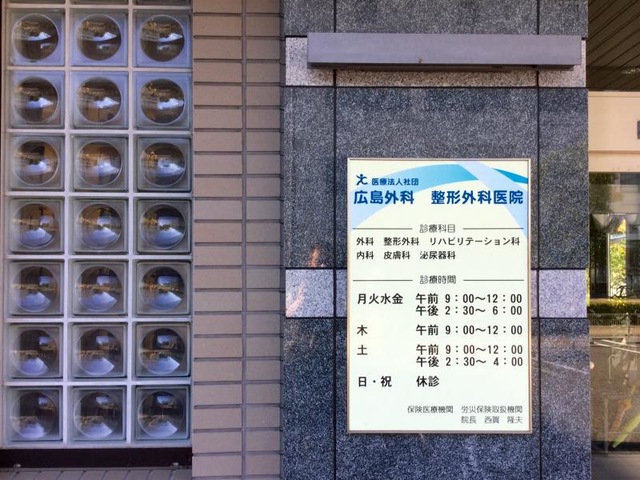 医療法人社団
広島外科 整形外科医院
診療科目
外科 整形外科 リハビリテーション科
内科 皮膚科 泌尿器科
診療時間
月火水金 午前 9：00～12：00
午後 2：30～ 6：00
木 午前 9：00～12：00
土 午前 9：00～12：00
午後 2：30～ 4：00
日・祝 休診
保険医療機関 労災保険取扱機関
院長 西賀 隆夫